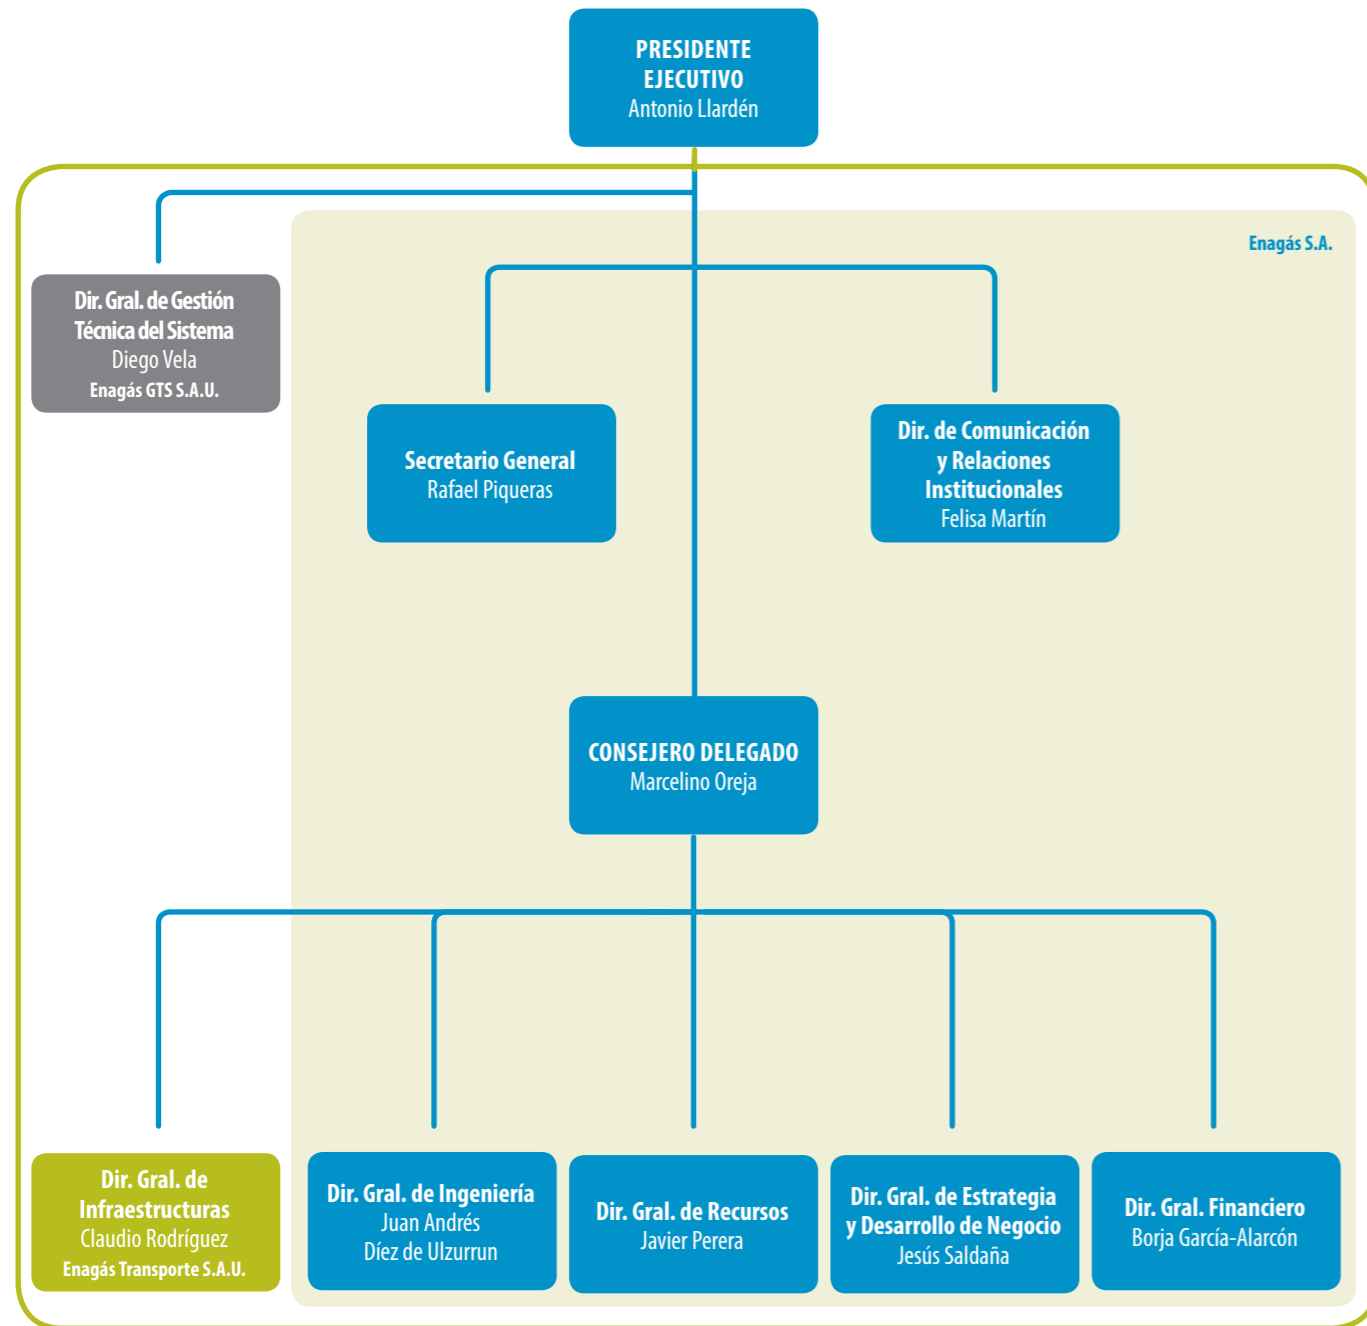 PRESIDENTE
EJECUTIVO
Antonio Llardén
Enagás S.A.
Dir. Gral. de Gestión
Técnica del Sistema
Diego Vela
Enagás GTS S.A.U.
Secretario General
Rafael Piqueras
Dir. de Comunicación
y Relaciones
Institucionales
Felisa Martín
CONSEJERO DELEGADO
Marcelino Oreja
Dir. Gral. de
Infraestructuras
Claudio Rodríguez
Enagás Transporte S.A.U.
Dir. Gral. de Ingeniería
Juan Andrés
Díez de Ulzurrun
Dir. Gral. de Recursos
Javier Perera
Dir. Gral. de Estrategia
y Desarrollo de Negocio
Jesús Saldaña
Dir. Gral. Financiero
Borja García-Alarcón